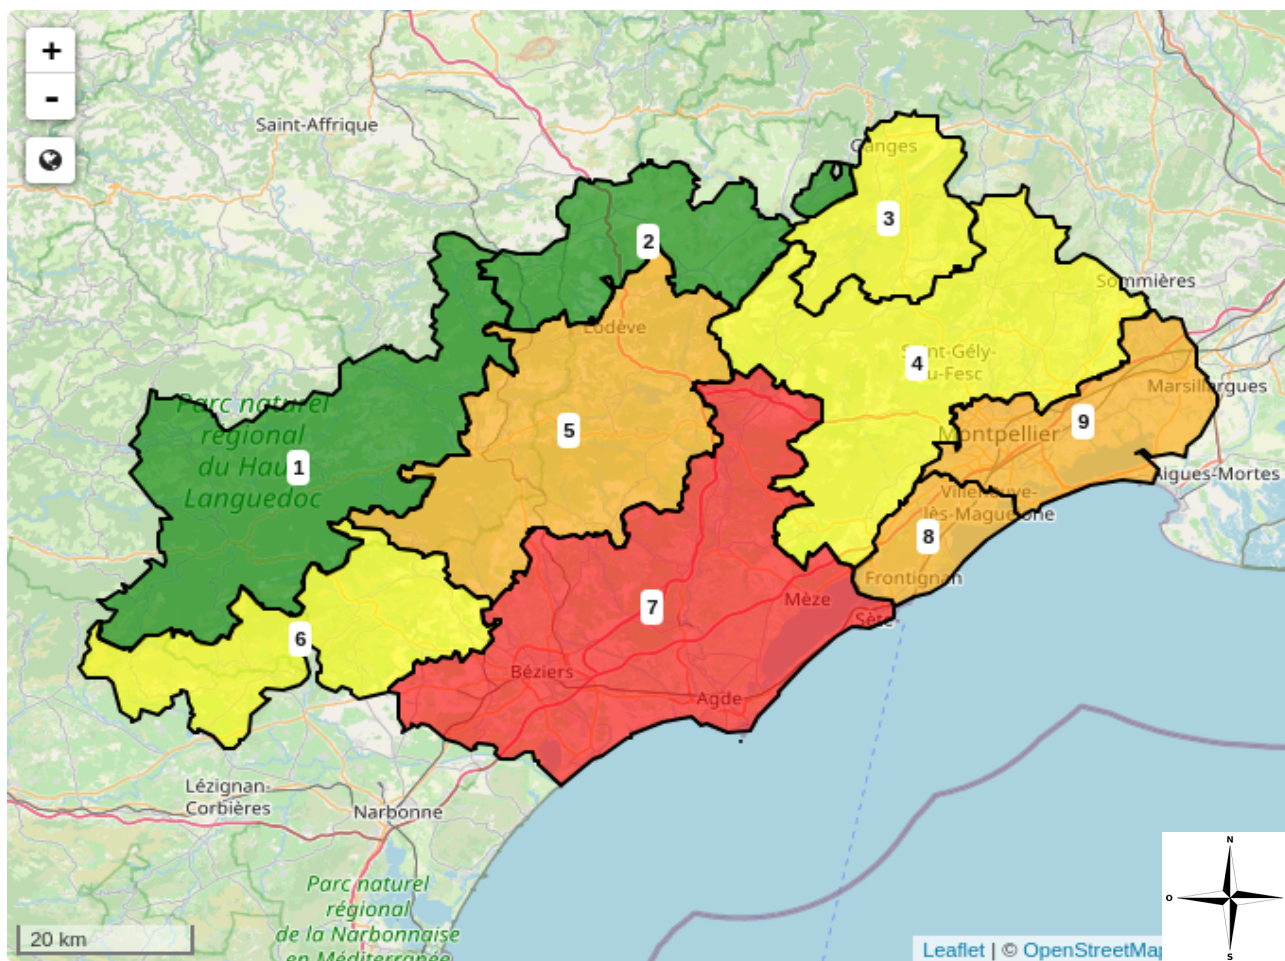 +
-
Saint-Affrique
Ganges
3
2
Sommières
Lodève
4
Saint-Gély-
du-Fesc
Marsillargues
Parc naturel
régional
du Haut-
Languedoc
1
5
9
Montpellier
Aigues-Mortes
Villeneuve-
lès-Maguelone
8
Frontignan
Mèze
Sète
7
6
Béziers
Agde
Lézignan-
Corbières
Narbonne
Parc naturel
régional
de la Narbonnaise
en Méditerranée
20 km
N
O
S
Leaflet | © OpenStreetMap